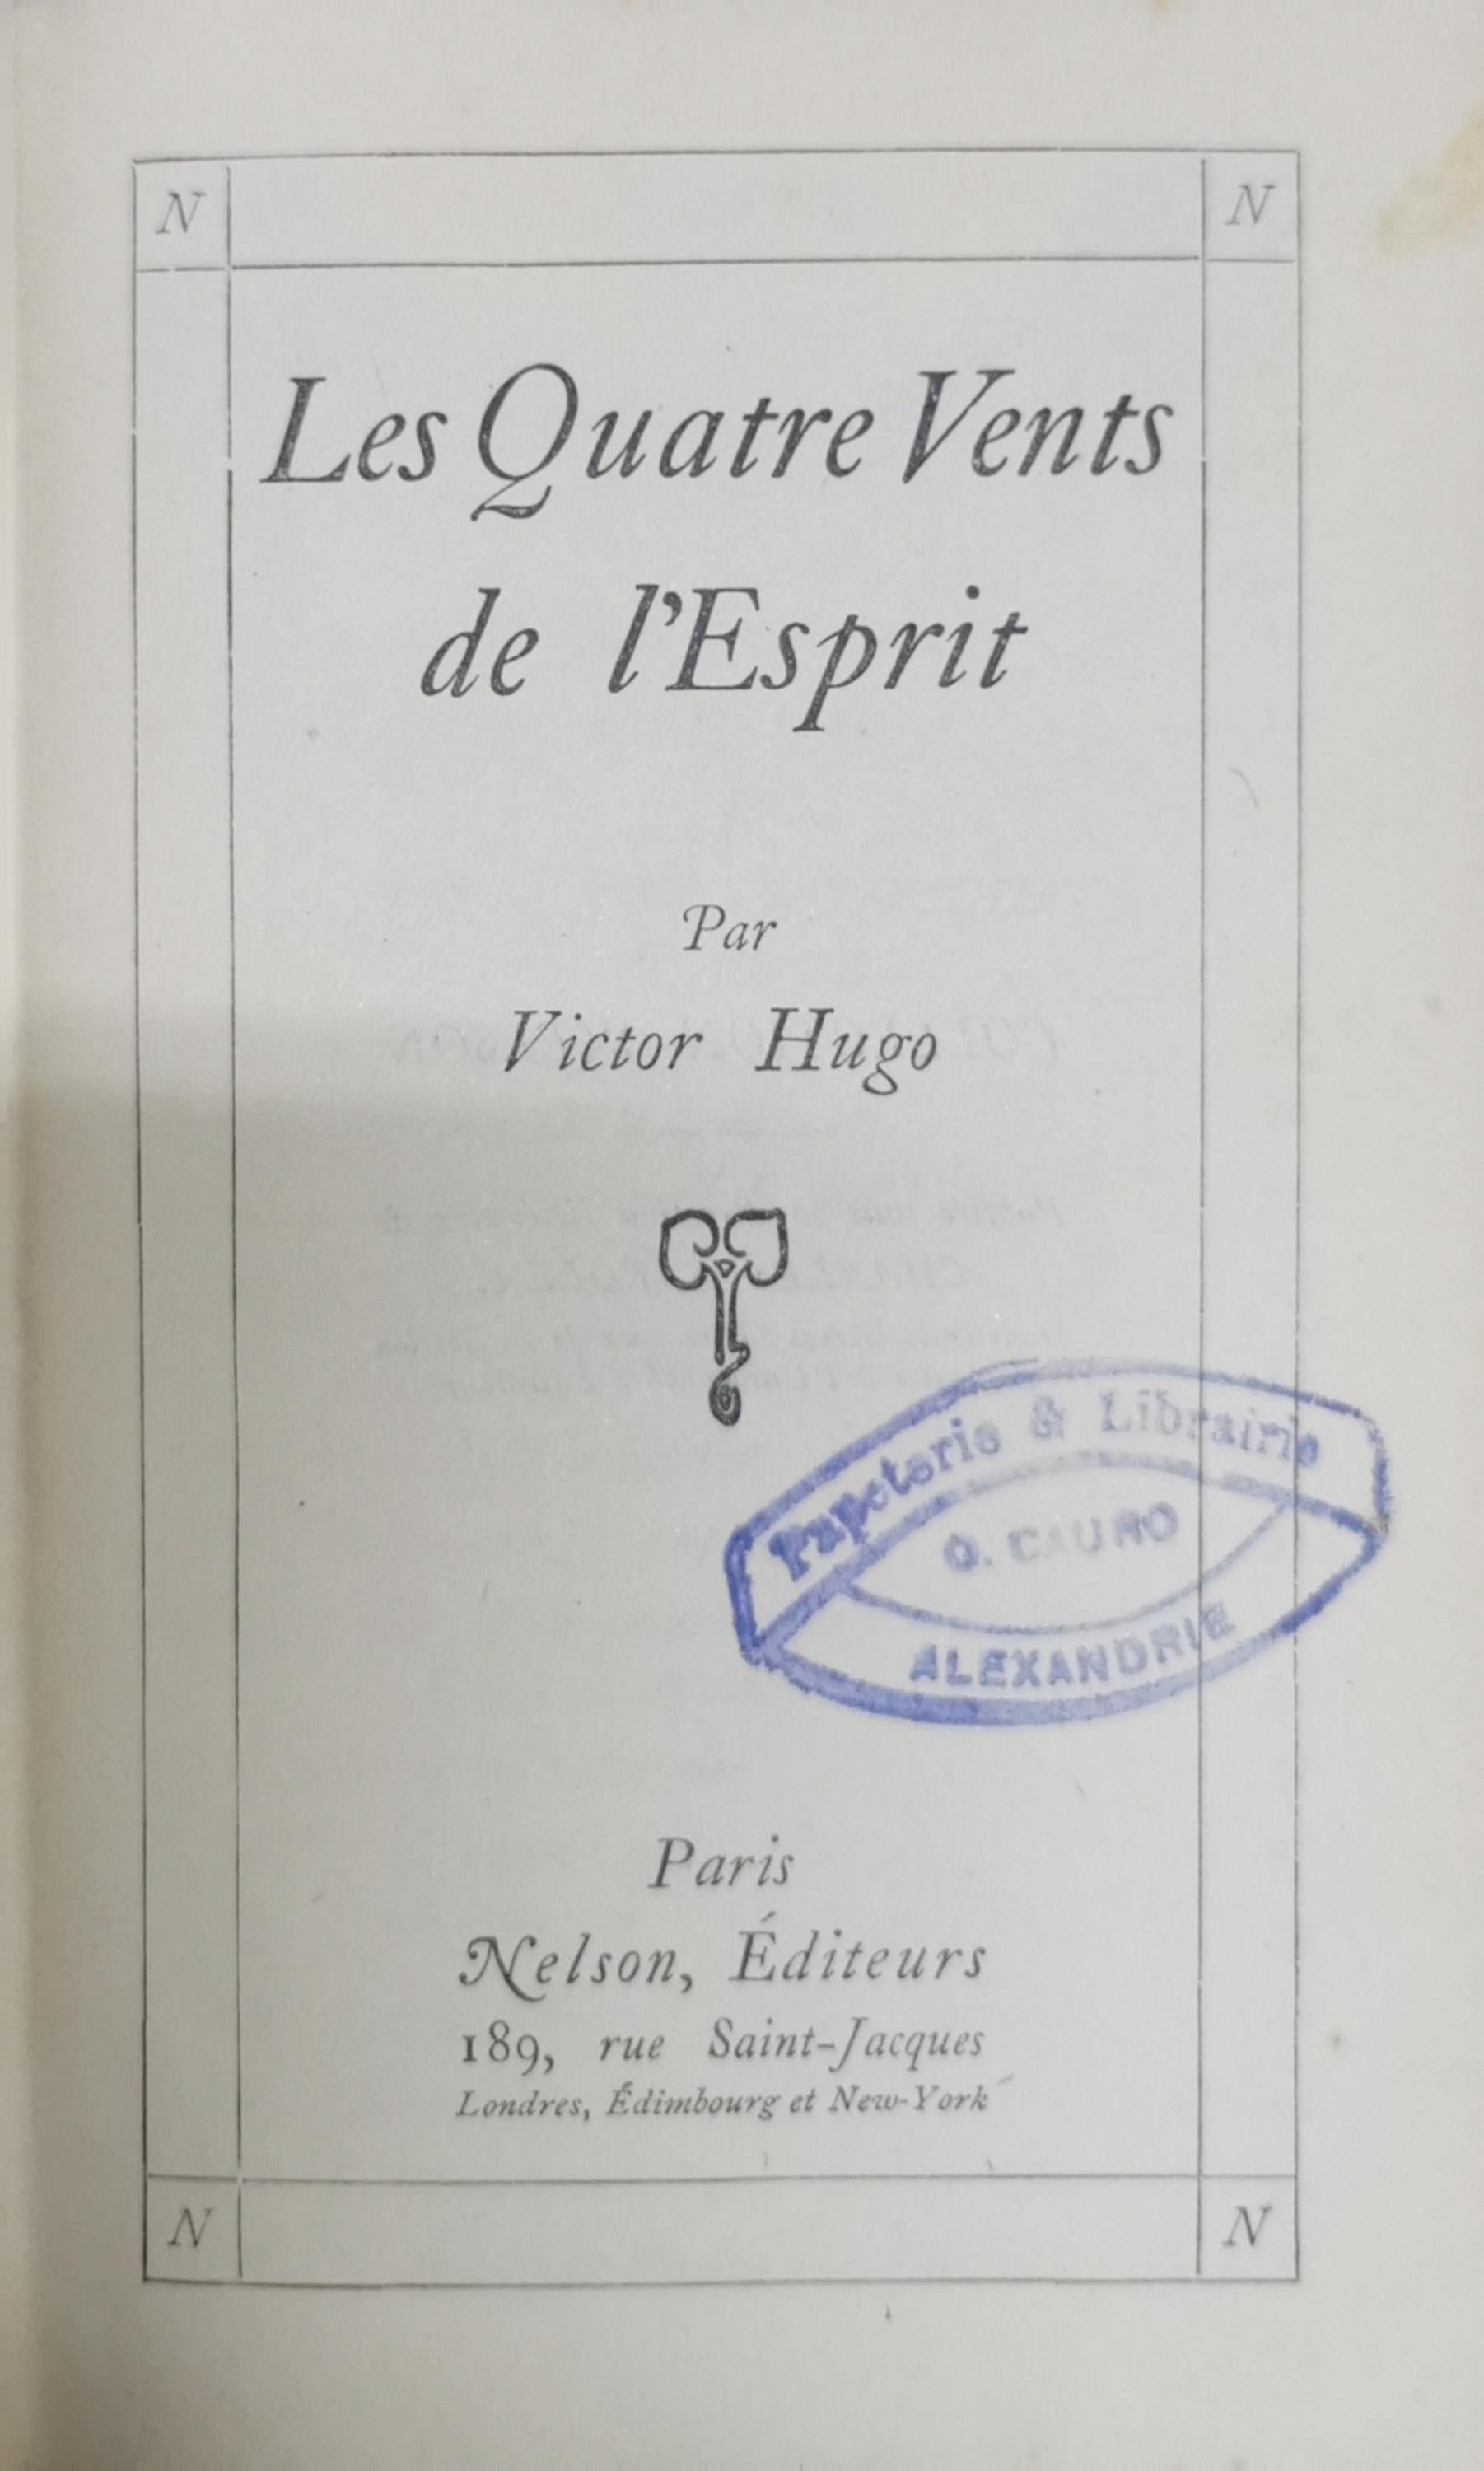 N N
Les Quatre Vents
de l'Esprit
Par
Victor Hugo
Papeterie & Librairie
O. CAURO
ALEXANDRIE
Paris
Nelson, Éditeurs
189, rue Saint-Jacques
Londres, Édimbourg et New-York
N N